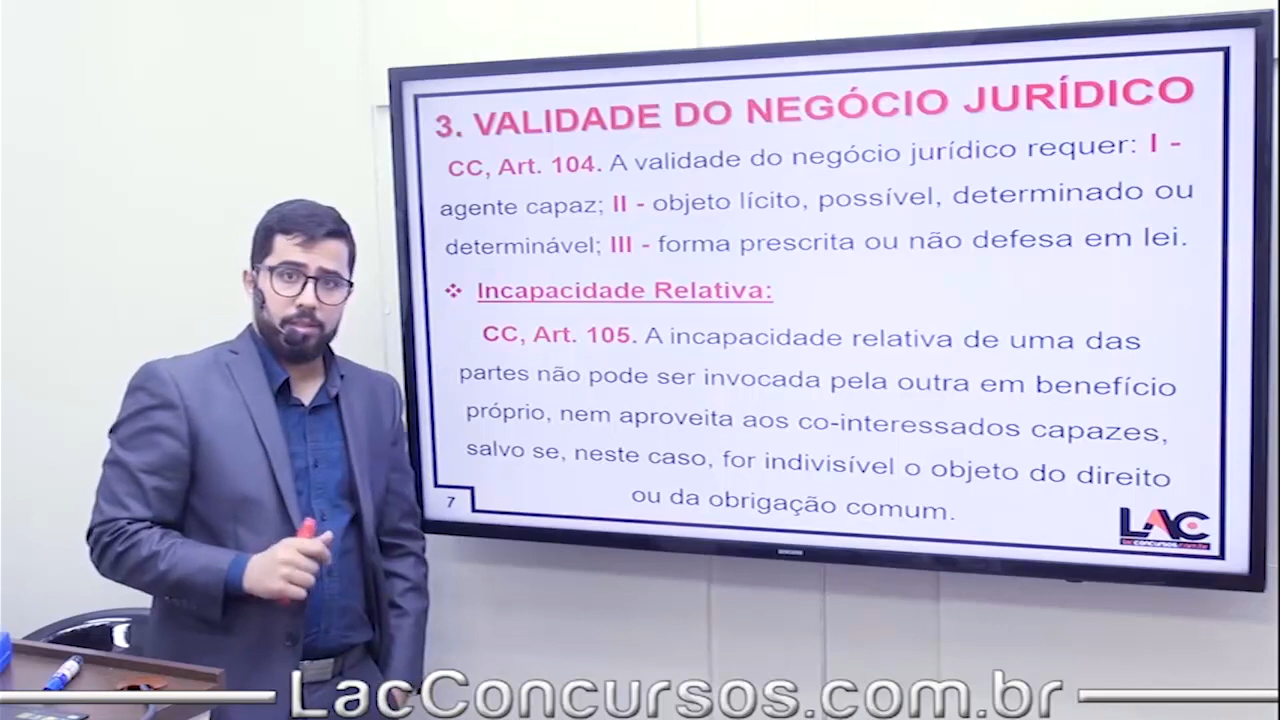 3. VALIDADE DO NEGÓCIO JURÍDICO
CC, Art. 104. A validade do negócio jurídico requer: I -
agente capaz; II - objeto lícito, possível, determinado ou
determinável; III - forma prescrita ou não defesa em lei.
❖ Incapacidade Relativa:
CC, Art. 105. A incapacidade relativa de uma das
partes não pode ser invocada pela outra em benefício
próprio, nem aproveita aos co-interessados capazes,
salvo se, neste caso, for indivisível o objeto do direito
ou da obrigação comum.
7
LAC
lacconcursos.com.br
LacConcursos.com.br